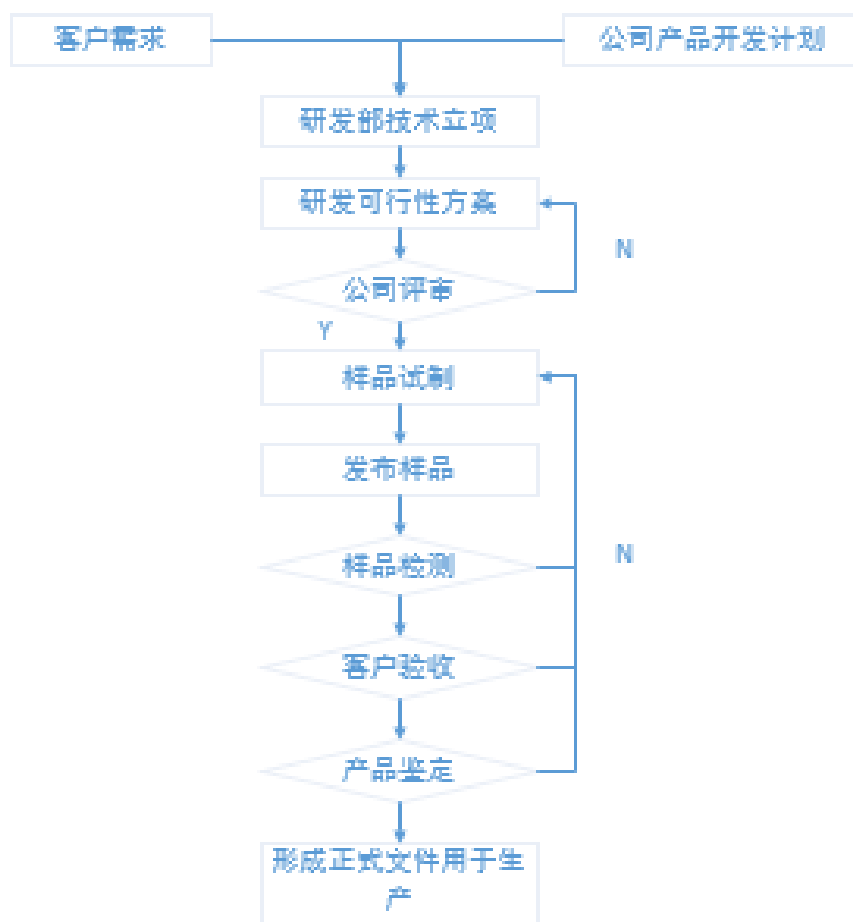 客户需求
公司产品开发计划
研发部技术立项
研发可行性方案
N
公司评审
Y
样品试制
发布样品
N
样品检测
客户验收
产品鉴定
形成正式文件用于生
产